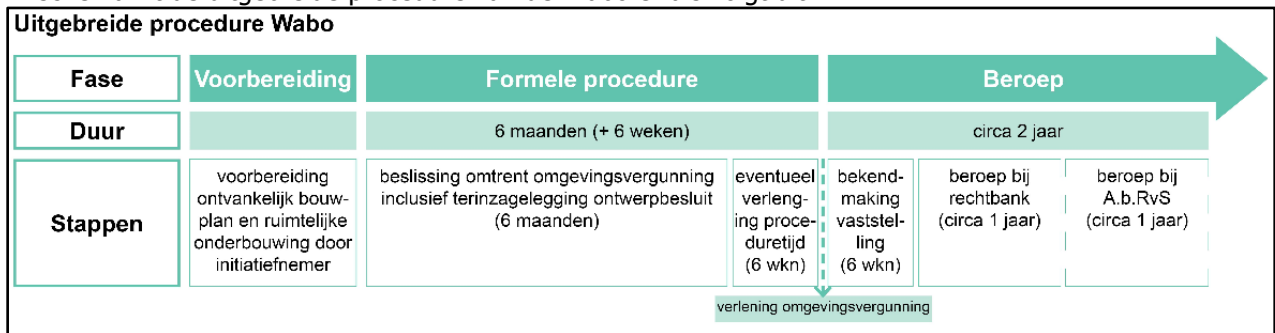 Uitgebreide procedure Wabo
Fase
Voorbereiding
Formele procedure
Beroep
Duur
6 maanden (+ 6 weken)
circa 2 jaar
Stappen
voorbereiding
ontvankelijk bouw-
plan en ruimtelijke
onderbouwing door
initiatiefnemer
beslissing omtrent omgevingsvergunning
inclusief terinzagelegging ontwerpbesluit
(6 maanden)
eventueel
verleng-
ing proce-
duretijd
(6 wkn)
bekend-
making
vaststel-
ling
(6 wkn)
beroep bij
rechtbank
(circa 1 jaar)
beroep bij
A.b.RvS
(circa 1 jaar)
verlening omgevingsvergunning